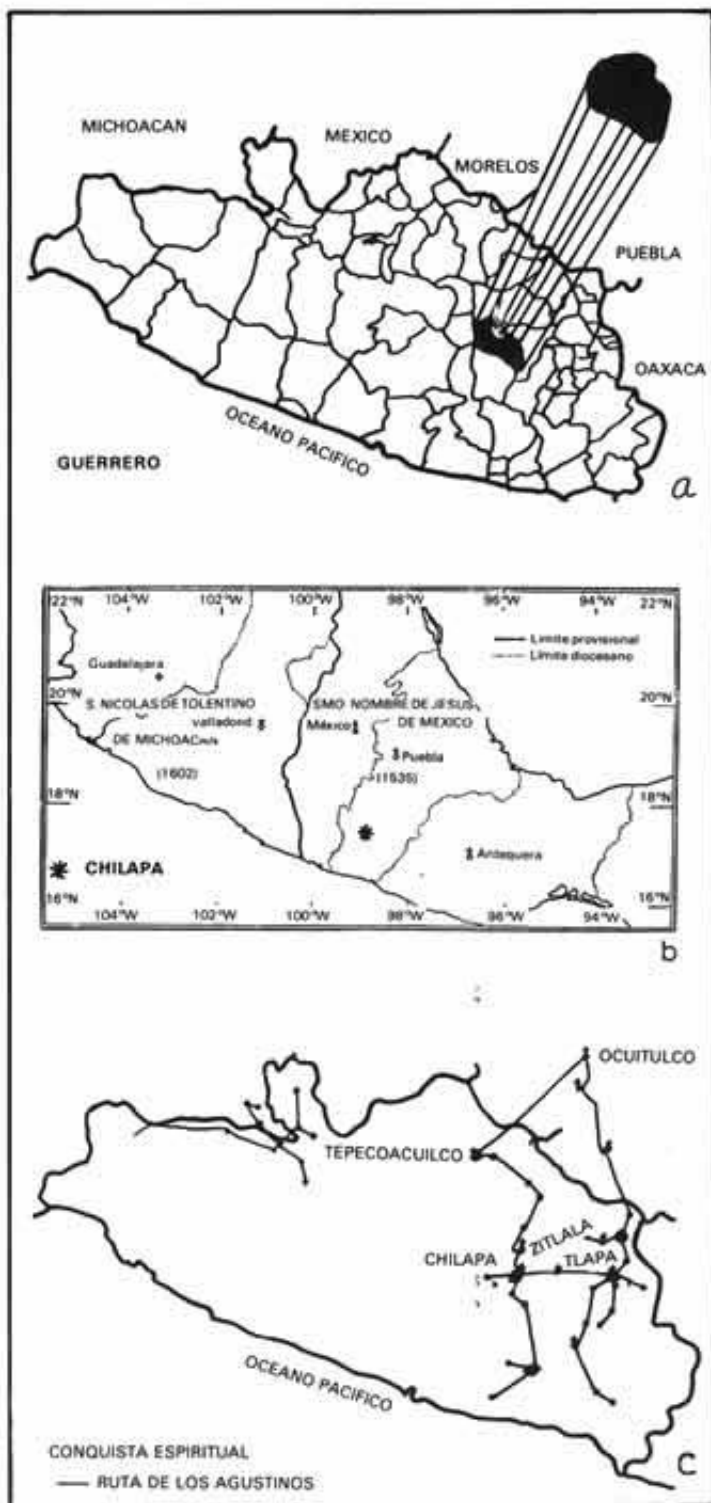 MICHOACAN
MEXICO
MORELOS
PUEBLA
OAXACA
OCEANO PACIFICO
GUERRERO
a
22°N 104°W 102°W 100°W 98°W 96°W 94°W 22°N
Limite provisional
Limite diocesano
Guadelajara
20°N 20°N
S. NICOLAS DE TOLENTINO SMO NOMBRE DE JESUS
valladond México DE MEXICO
DE MICHOACAN
Puebla
(1602) (1535)
18°N 18°N
Antequera
CHILAPA
16°N 16°N
104°W 102°W 100°W 98°W 96°W 94°W
b
OCUITULCO
TEPECOACUILCO
ZITLALA
CHILAPA TLAPA
OCEANO PACIFICO
CONQUISTA ESPIRITUAL
RUTA DE LOS AGUSTINOS
C